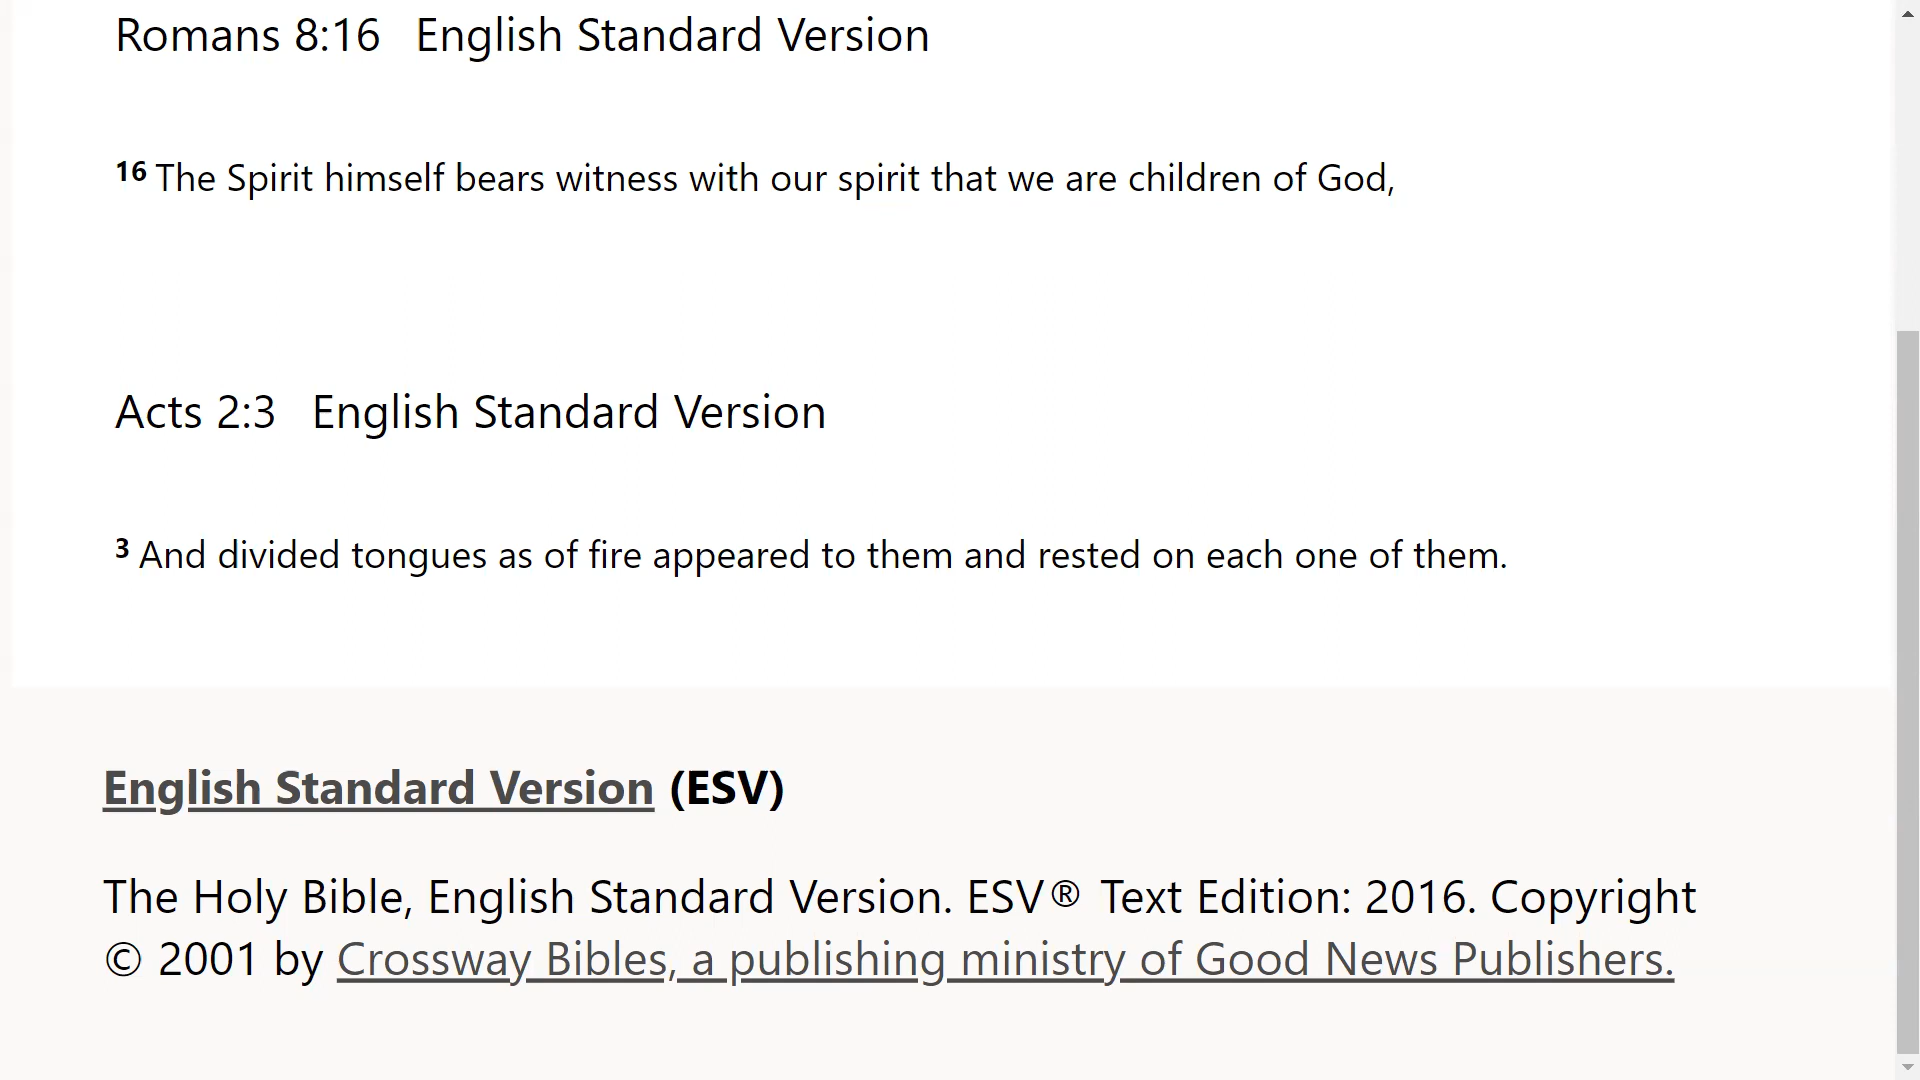 Romans 8:16 English Standard Version
16 The Spirit himself bears witness with our spirit that we are children of God,
Acts 2:3 English Standard Version
3 And divided tongues as of fire appeared to them and rested on each one of them.
English Standard Version (ESV)
The Holy Bible, English Standard Version. ESV® Text Edition: 2016. Copyright
© 2001 by Crossway Bibles, a publishing ministry of Good News Publishers.